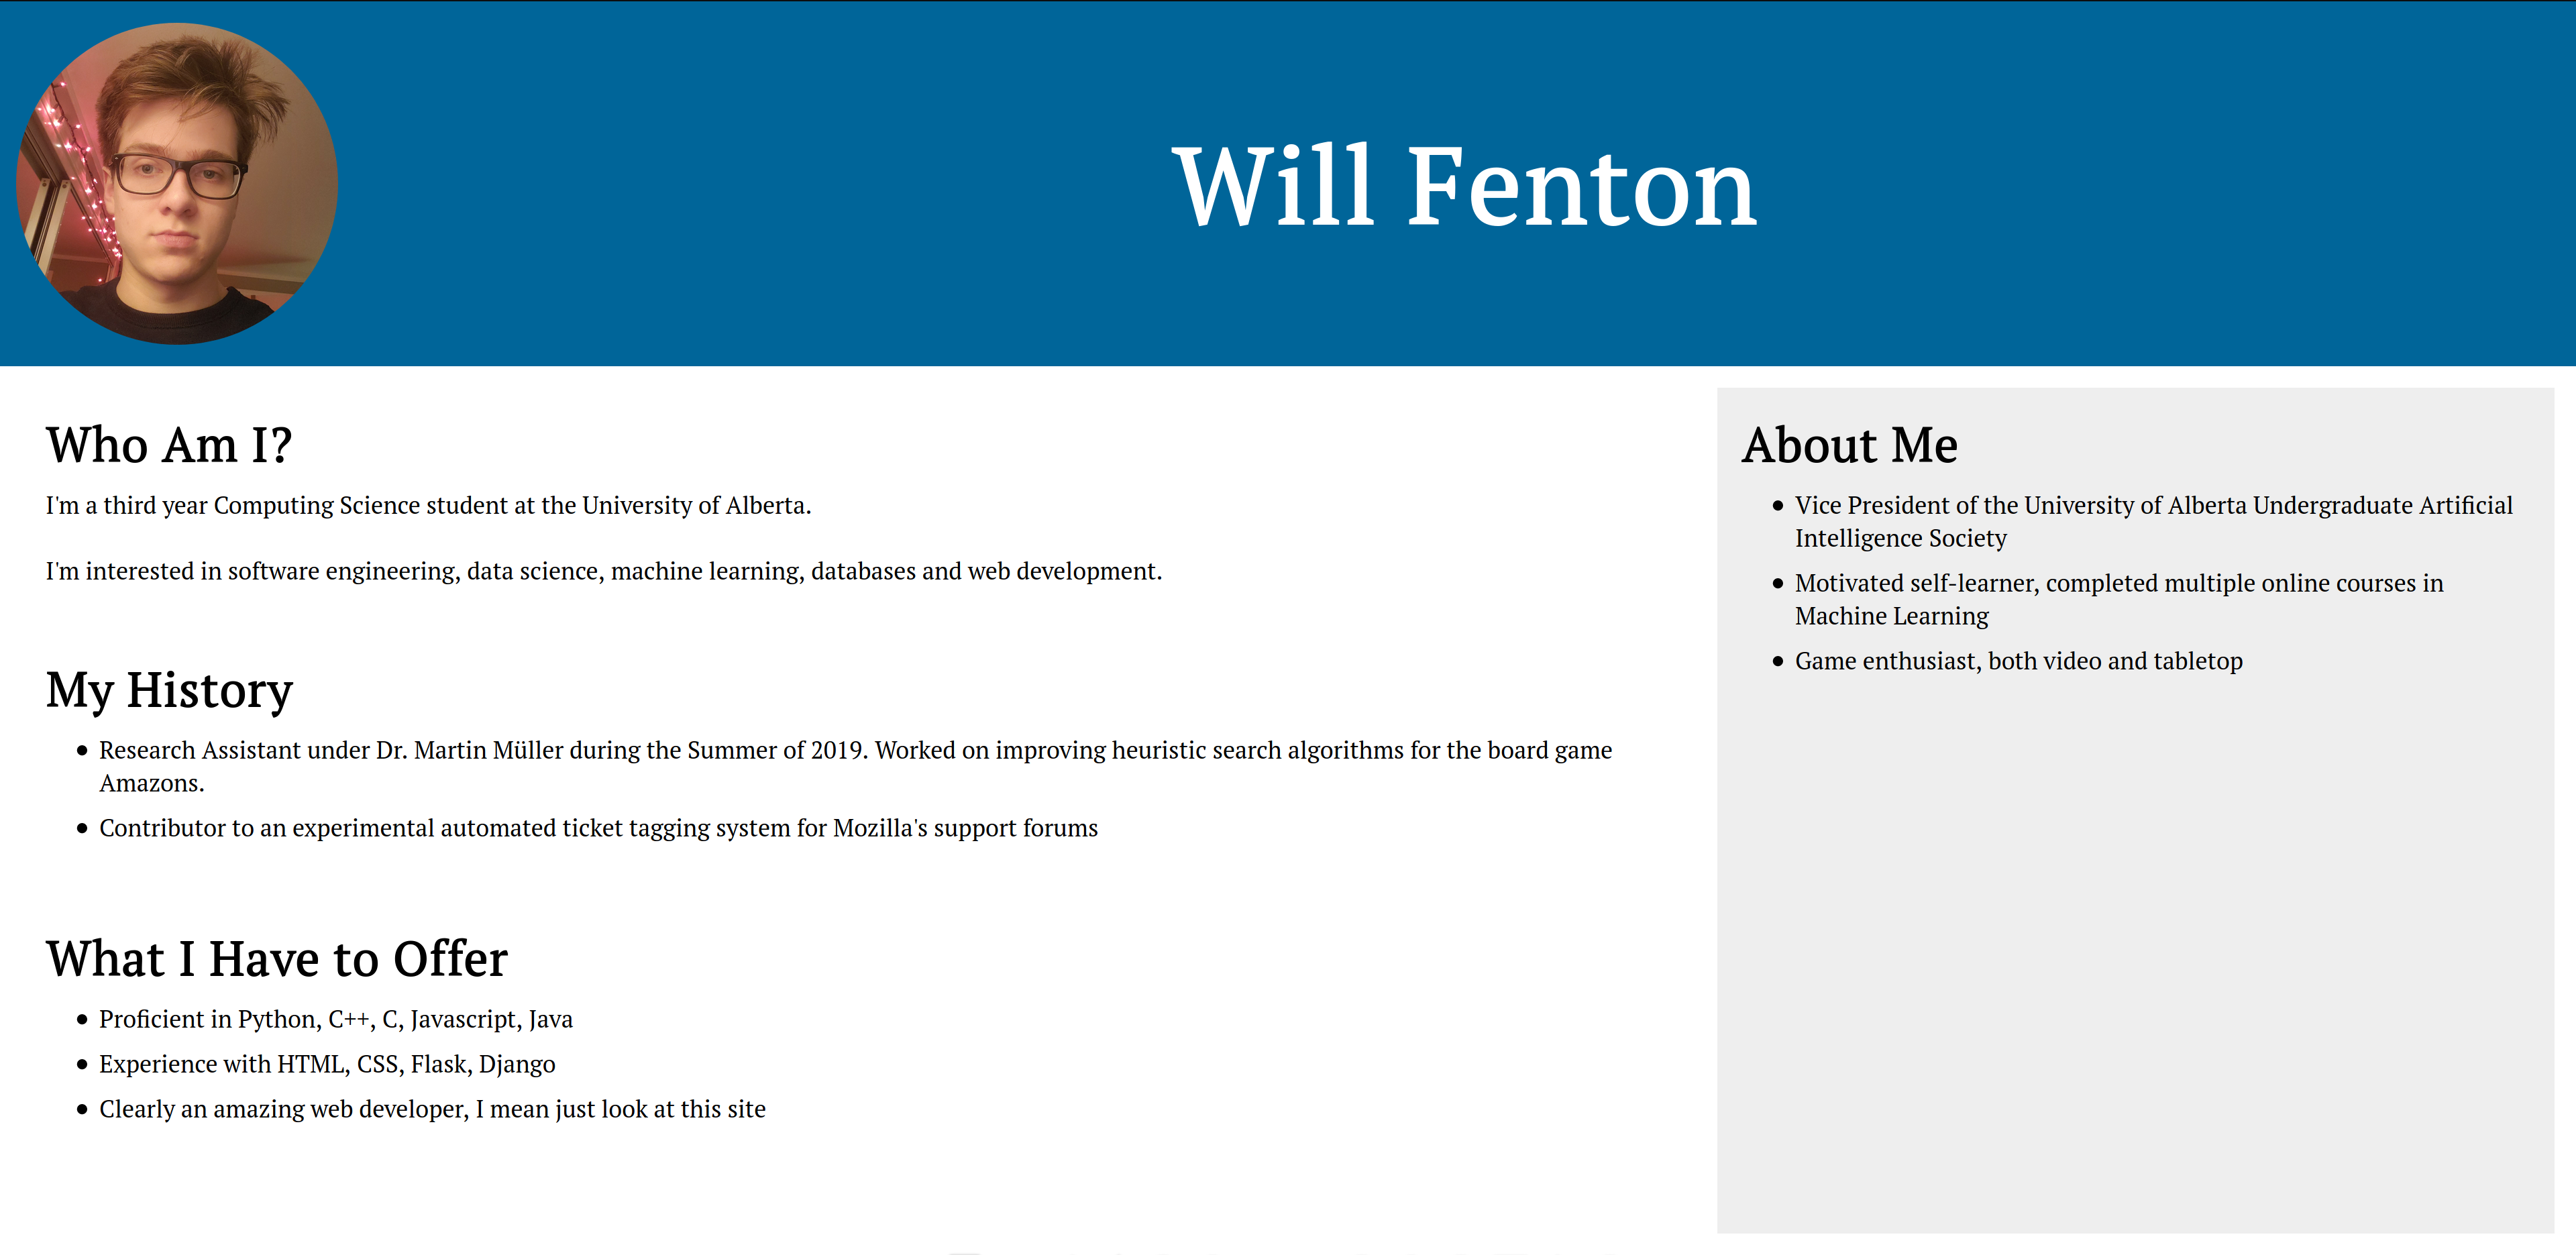 Will Fenton
Who Am I?
I'm a third year Computing Science student at the University of Alberta.
I'm interested in software engineering, data science, machine learning, databases and web development.
My History
Research Assistant under Dr. Martin Müller during the Summer of 2019. Worked on improving heuristic search algorithms for the board game
Amazons.
Contributor to an experimental automated ticket tagging system for Mozilla's support forums
What I Have to Offer
Proficient in Python, C++, C, Javascript, Java
Experience with HTML, CSS, Flask, Django
Clearly an amazing web developer, I mean just look at this site
About Me
Vice President of the University of Alberta Undergraduate Artificial
Intelligence Society
Motivated self-learner, completed multiple online courses in
Machine Learning
Game enthusiast, both video and tabletop